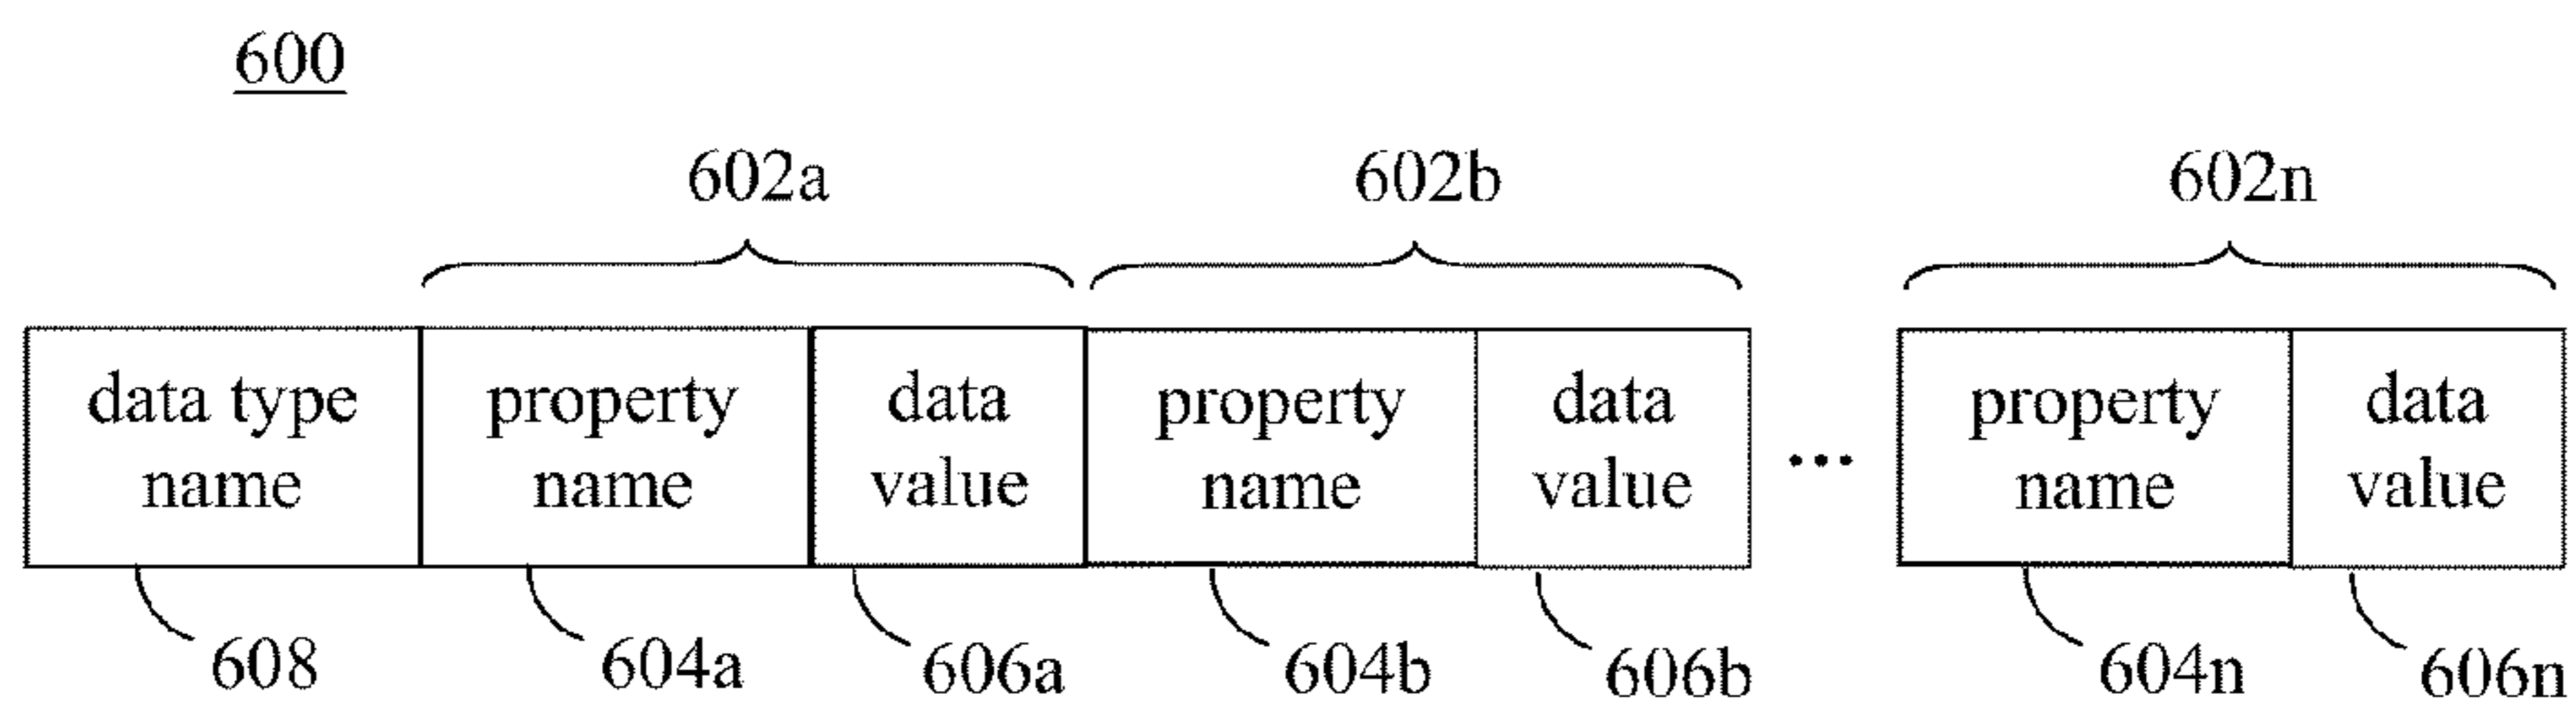 600
602a 602b 602n
data type property data property data property data
name name value name value ... name value
608 604a 606a 604b 606b 604n 606n